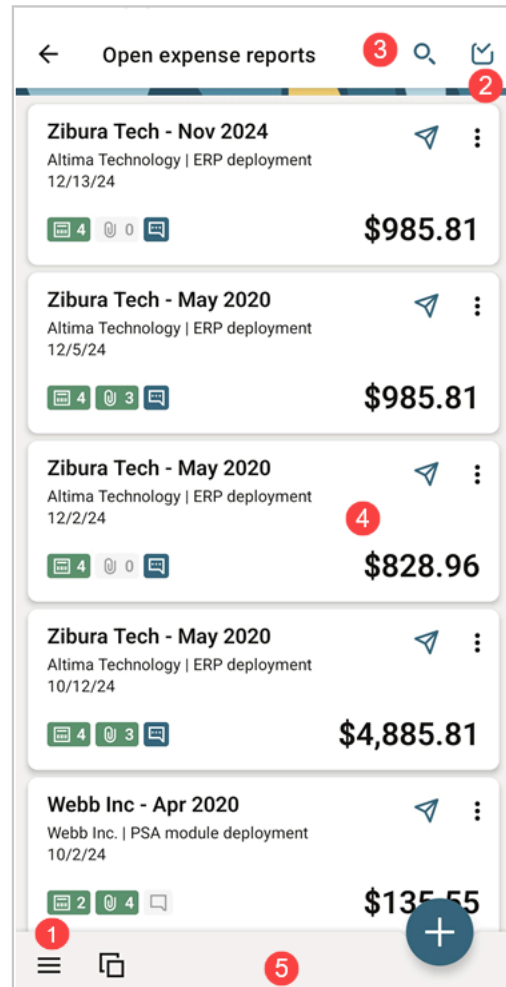 Open expense reports
3
2
Zibura Tech - Nov 2024
Altima Technology | ERP deployment
12/13/24
4
0
$985.81
Zibura Tech - May 2020
Altima Technology | ERP deployment
12/5/24
4
3
$985.81
Zibura Tech - May 2020
Altima Technology | ERP deployment
12/2/24
4
4
0
$828.96
Zibura Tech - May 2020
Altima Technology | ERP deployment
10/12/24
4
3
$4,885.81
Webb Inc - Apr 2020
Webb Inc. | PSA module deployment
10/2/24
2
4
$135.55
1
5